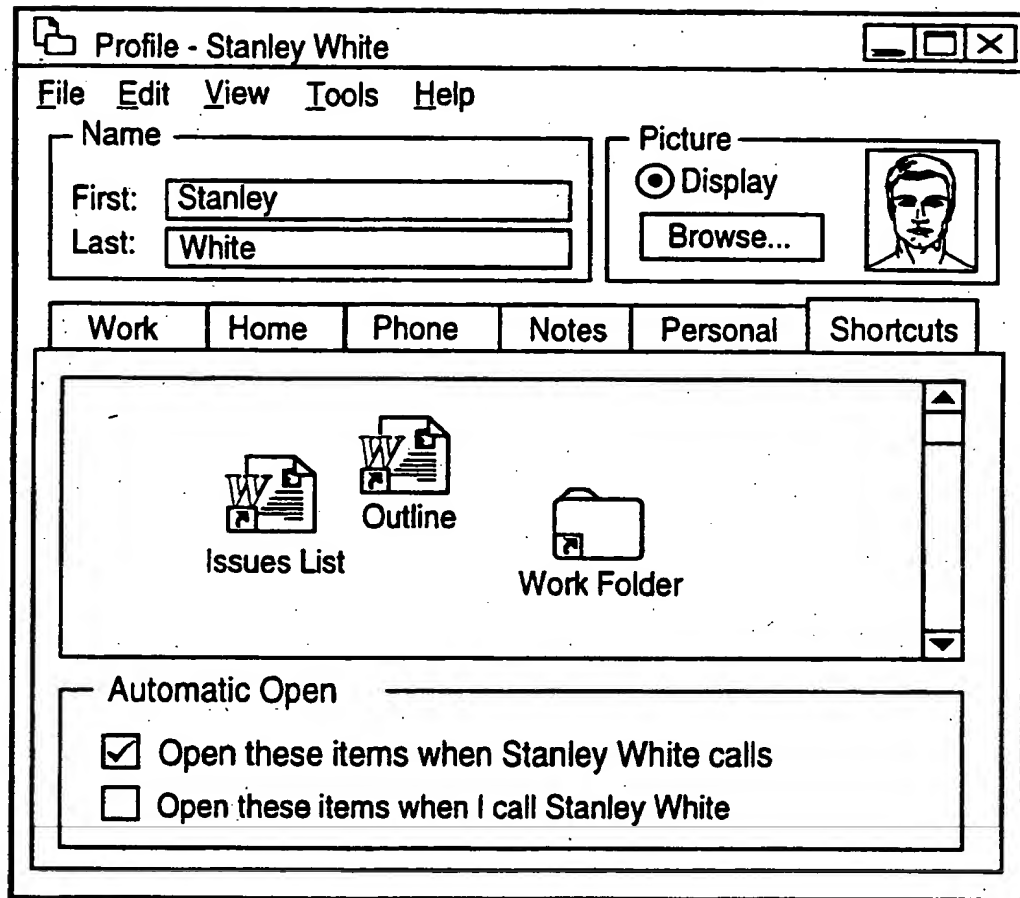 Profile - Stanley White
File Edit View Tools Help
Name
First: Stanley
Last: White
Picture
Display
Browse...
Work Home Phone Notes Personal Shortcuts
W
Issues List
W
Outline
Work Folder
Automatic Open
Open these items when Stanley White calls
Open these items when I call Stanley White